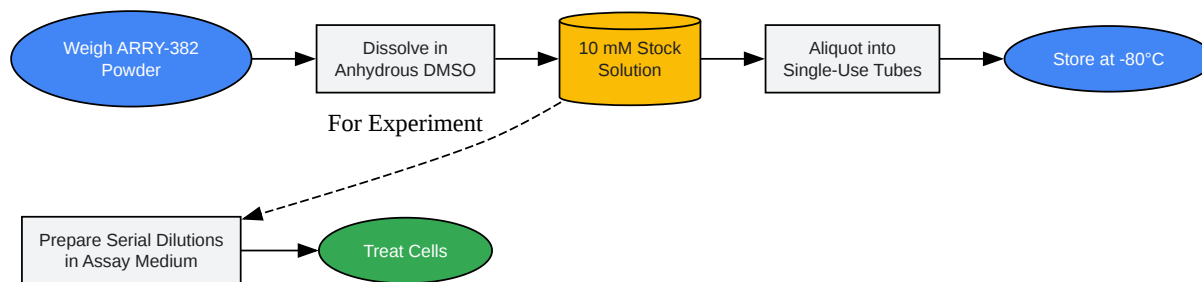 Weigh ARRY-382
Powder
Dissolve in
Anhydrous DMSO
10 mM Stock
Solution
Aliquot into
Single-Use Tubes
Store at -80°C
For Experiment
Prepare Serial Dilutions
in Assay Medium
Treat Cells